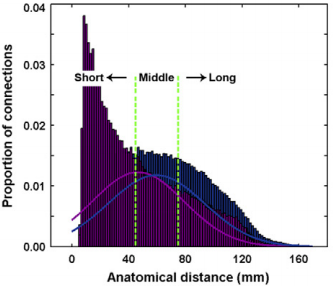 0.04
0.03
0.02
0.01
0.00
Proportion of connections
Short Middle Long
0 40 80 120 160
Anatomical distance (mm)